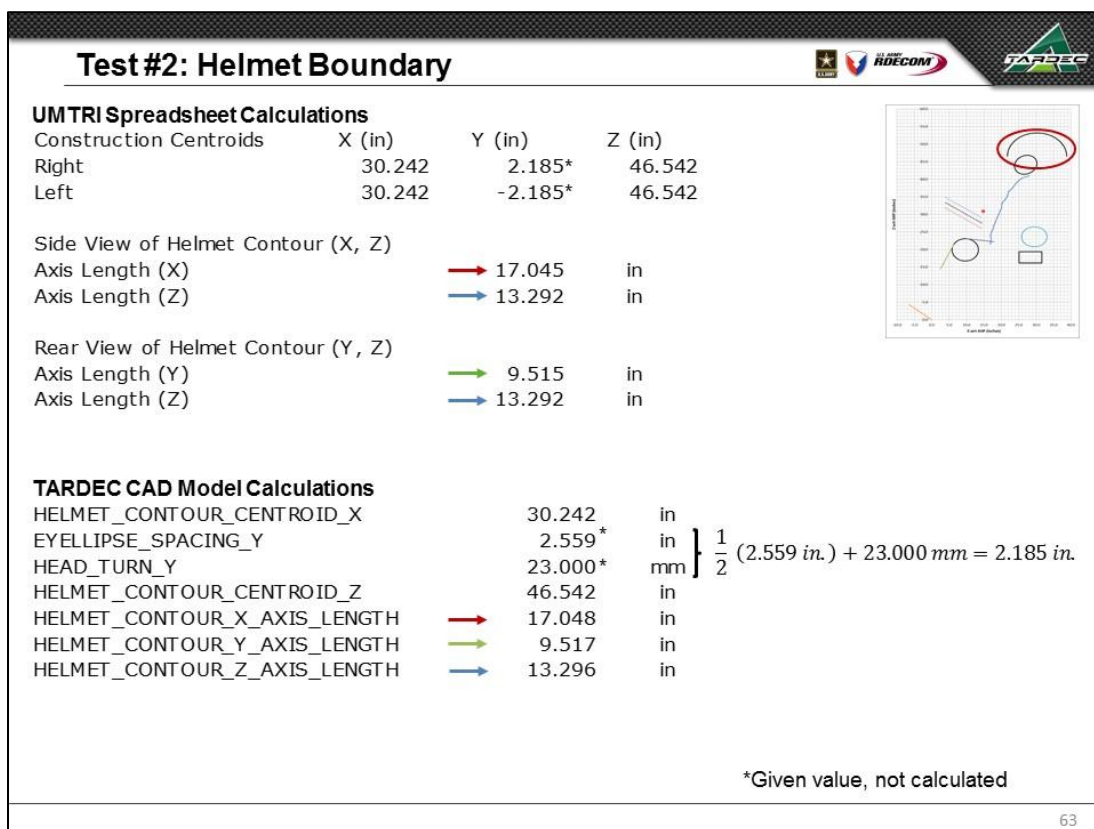 Test #2: Helmet Boundary
U.S. ARMY
RDECOM
TARDEC
UMTRI Spreadsheet Calculations
Construction Centroids X (in) Y (in) Z (in)
Right 30.242 2.185* 46.542
Left 30.242 -2.185* 46.542
Side View of Helmet Contour (X, Z)
Axis Length (X) 17.045 in
Axis Length (Z) 13.292 in
Rear View of Helmet Contour (Y, Z)
Axis Length (Y) 9.515 in
Axis Length (Z) 13.292 in
TARDEC CAD Model Calculations
HELMET_CONTOUR_CENTROID_X 30.242 in
EYELLIPSE_SPACING_Y 2.559* in
HEAD_TURN_Y 23.000* mm
1/2 (2.559 in.) + 23.000 mm = 2.185 in.
HELMET_CONTOUR_CENTROID_Z 46.542 in
HELMET_CONTOUR_X_AXIS_LENGTH 17.048 in
HELMET_CONTOUR_Y_AXIS_LENGTH 9.517 in
HELMET_CONTOUR_Z_AXIS_LENGTH 13.296 in
*Given value, not calculated
63